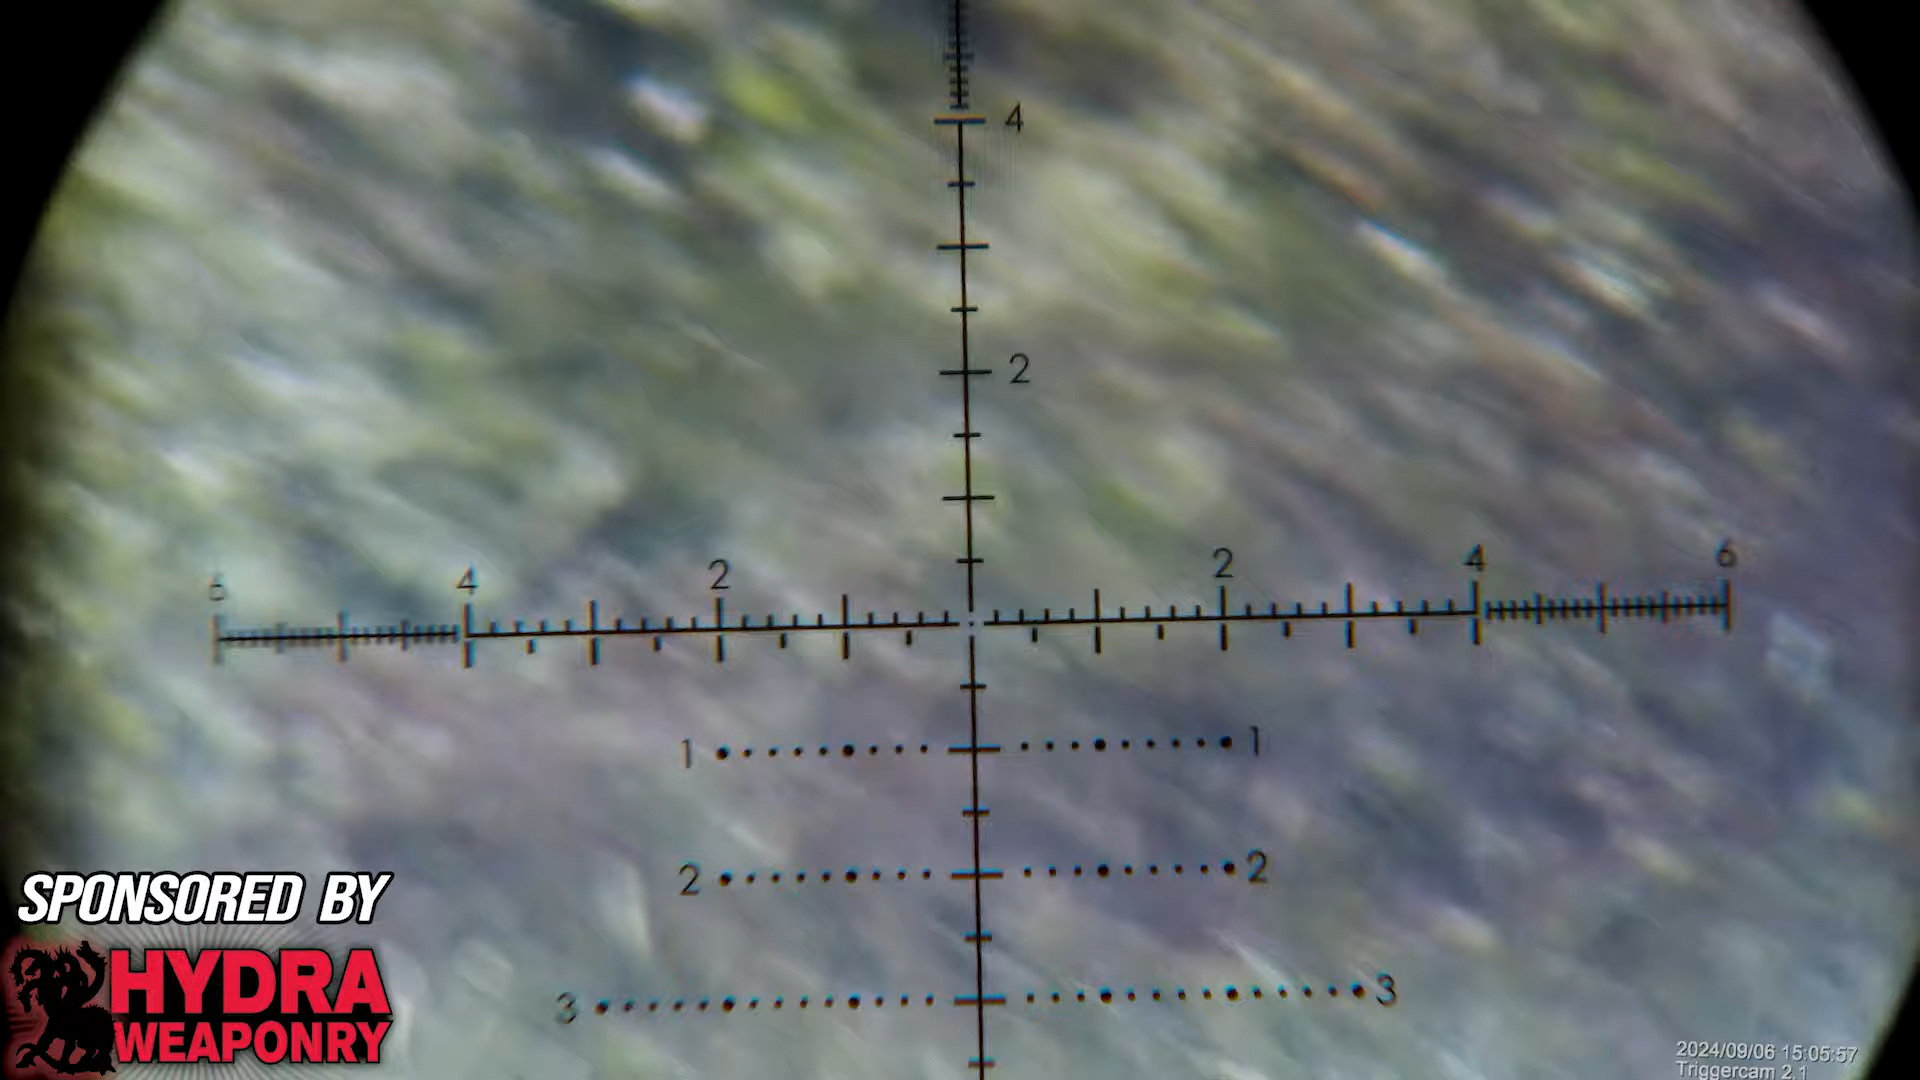 4
2
6 4 2 2 4 6
1 1
2 2
3 3
SPONSORED BY
HYDRA
WEAPONRY
2024/09/06 15:05:57
Triggercam 2.1